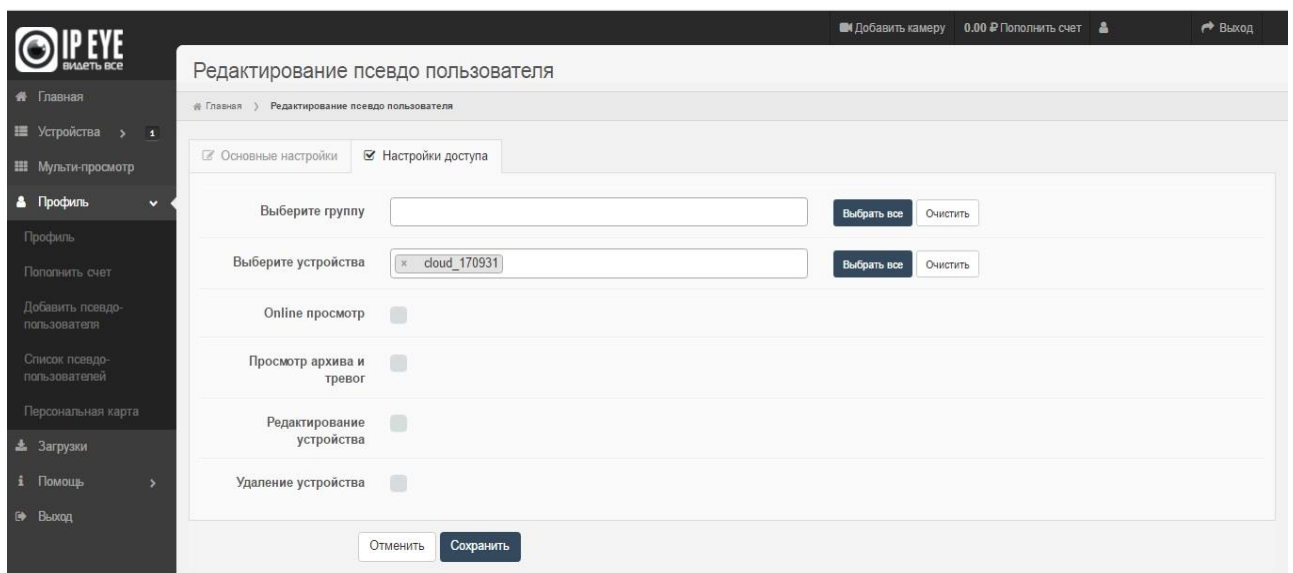 IP EYE
видеть все
Добавить камеру 0.00 ₽ Пополнить счет Выход
Редактирование псевдо пользователя
Главная > Редактирование псевдо пользователя
Главная
Устройства > 1
Мульти-просмотр
Профиль
Профиль
Пополнить счет
Добавить псевдо-
пользователя
Список псевдо-
пользователей
Персональная карта
Загрузки
Помощь >
Выход
Основные настройки Настройки доступа
Выберите группу Выбрать все Очистить
Выберите устройства × cloud_170931 Выбрать все Очистить
Online просмотр
Просмотр архива и
тревог
Редактирование
устройства
Удаление устройства
Отменить Сохранить